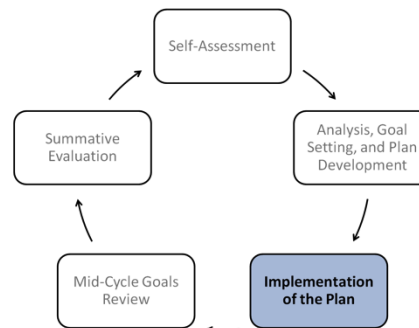 Self-Assessment
Analysis, Goal
Setting, and Plan
Development
Implementation
of the Plan
Mid-Cycle Goals
Review
Summative
Evaluation